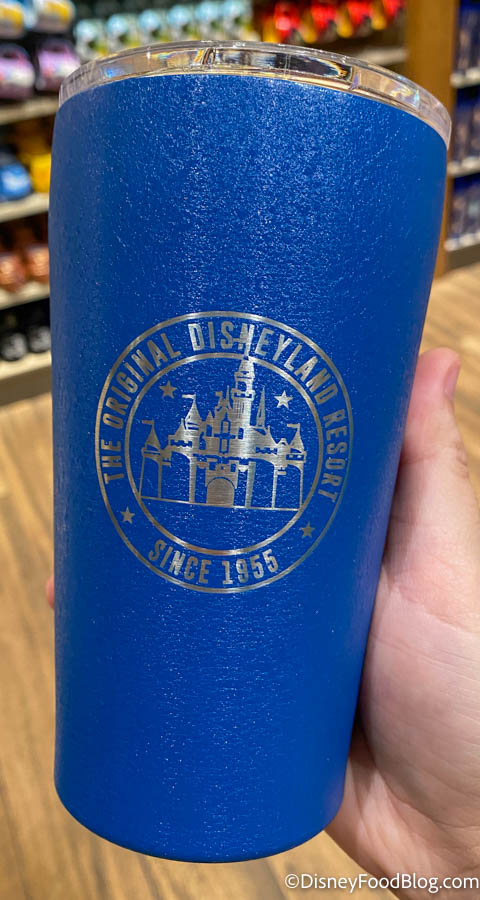 THE ORIGINAL DISNEYLAND RESORT
SINCE 1955
©DisneyFoodBlog.com